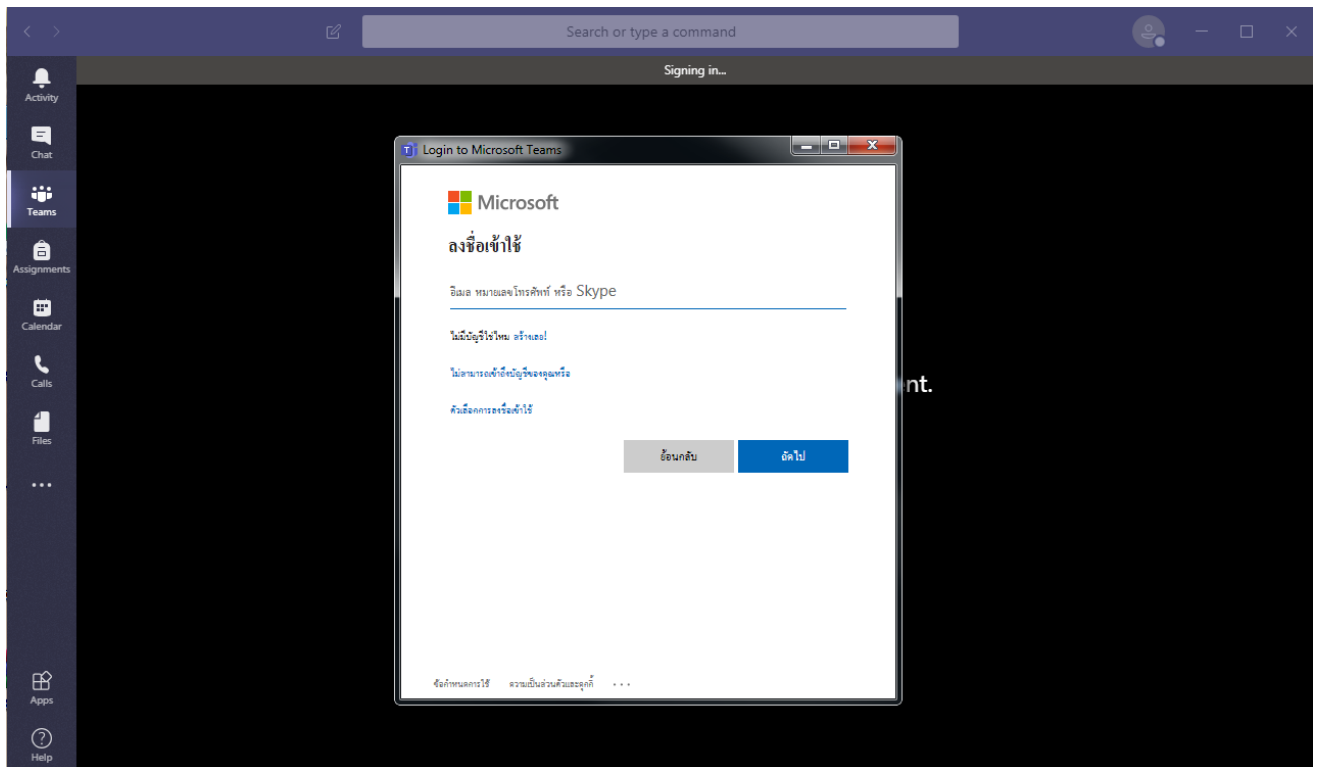 Search or type a command
Signing in...
Activity
Chat
Teams
Assignments
Calendar
Calls
Files
Apps
Help
Login to Microsoft Teams
Microsoft
ลงชื่อเข้าใช้
อีเมล หมายเลขโทรศัพท์ หรือ Skype
ไม่มีบัญชีใช่ไหม สร้างเลย!
ไม่สามารถเข้าถึงบัญชีของคุณหรือ
ตัวเลือกการลงชื่อเข้าใช้
ย้อนกลับ
ถัดไป
ข้อกำหนดการใช้ ความเป็นส่วนตัวและคุกกี้ ...
nt.